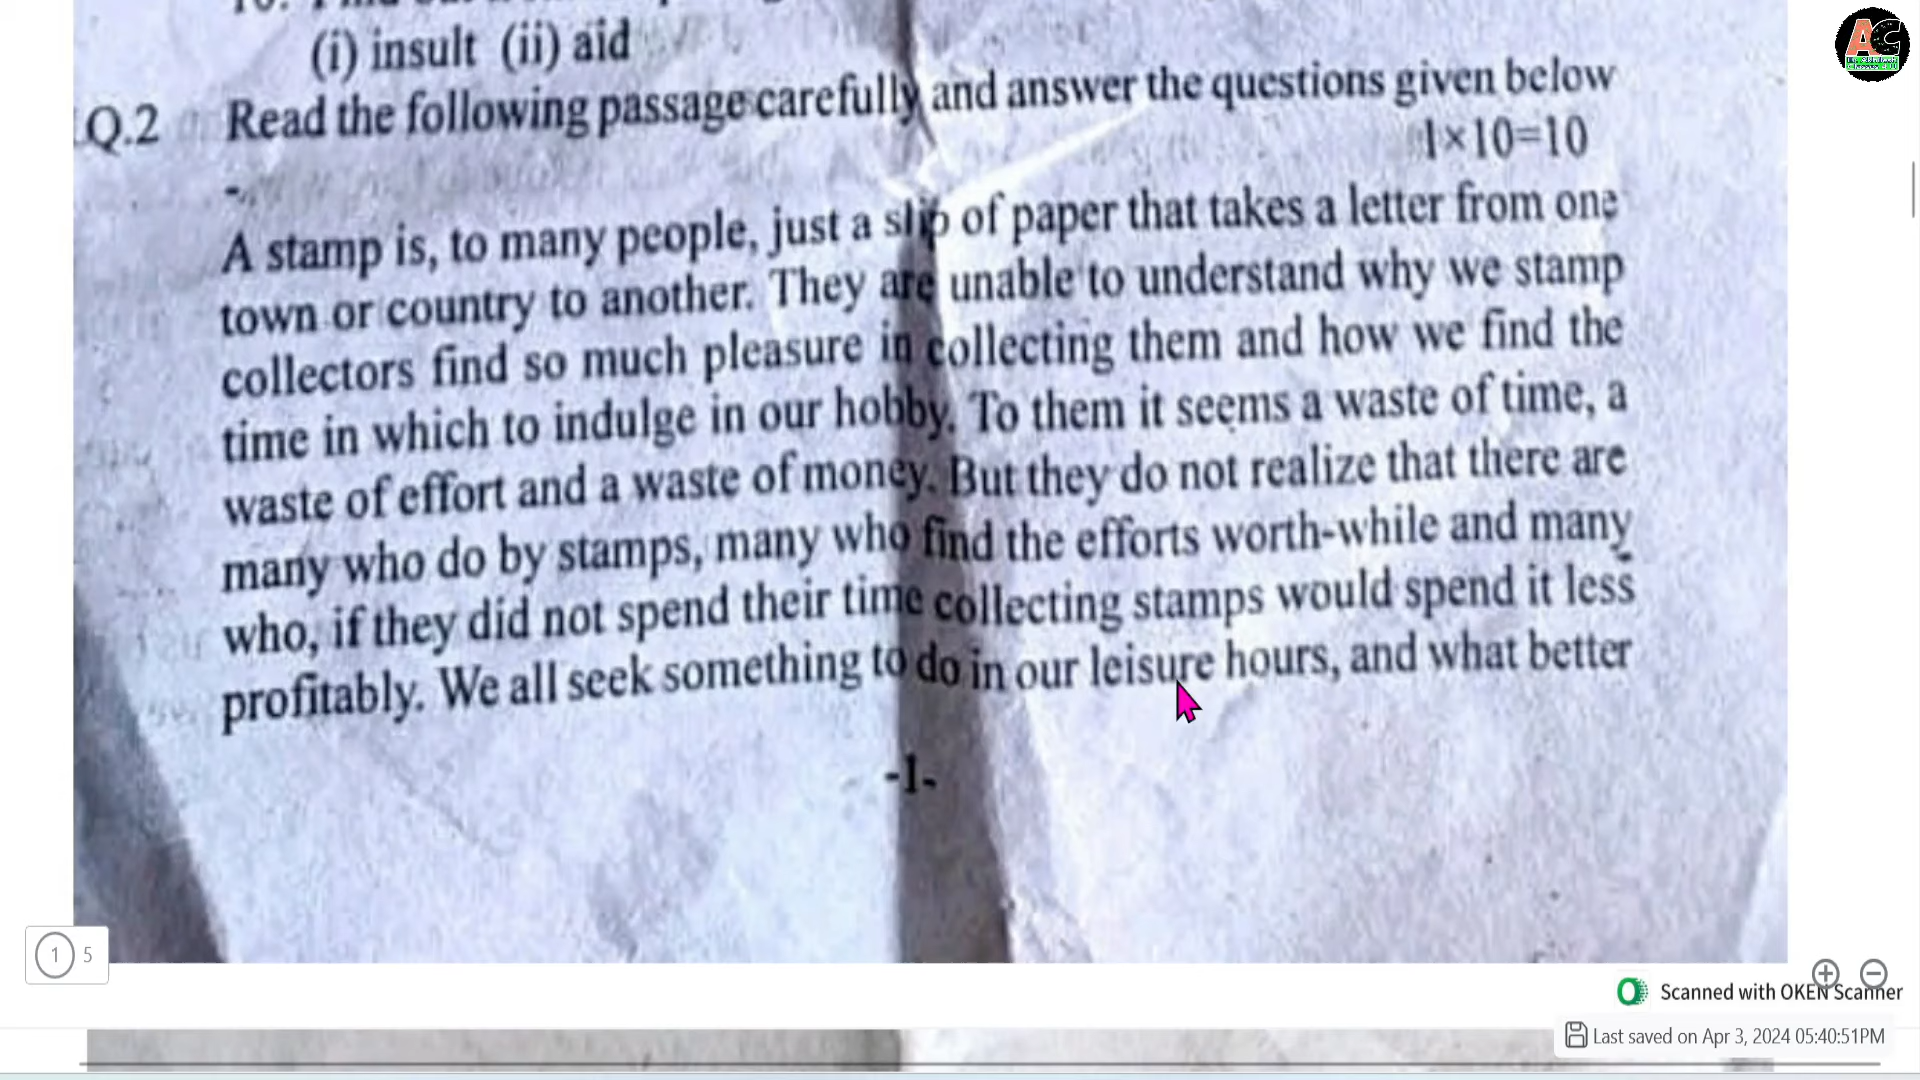 (i) insult (ii) aid
Q.2 Read the following passage carefully and answer the questions given below
1×10=10
-
A stamp is, to many people, just a slip of paper that takes a letter from one
town or country to another. They are unable to understand why we stamp
collectors find so much pleasure in collecting them and how we find the
time in which to indulge in our hobby. To them it seems a waste of time, a
waste of effort and a waste of money. But they do not realize that there are
many who do by stamps, many who find the efforts worth-while and many
who, if they did not spend their time collecting stamps would spend it less
profitably. We all seek something to do in our leisure hours, and what better
-1-
1 5
Scanned with OKEN Scanner
Last saved on Apr 3, 2024 05:40:51PM
AC